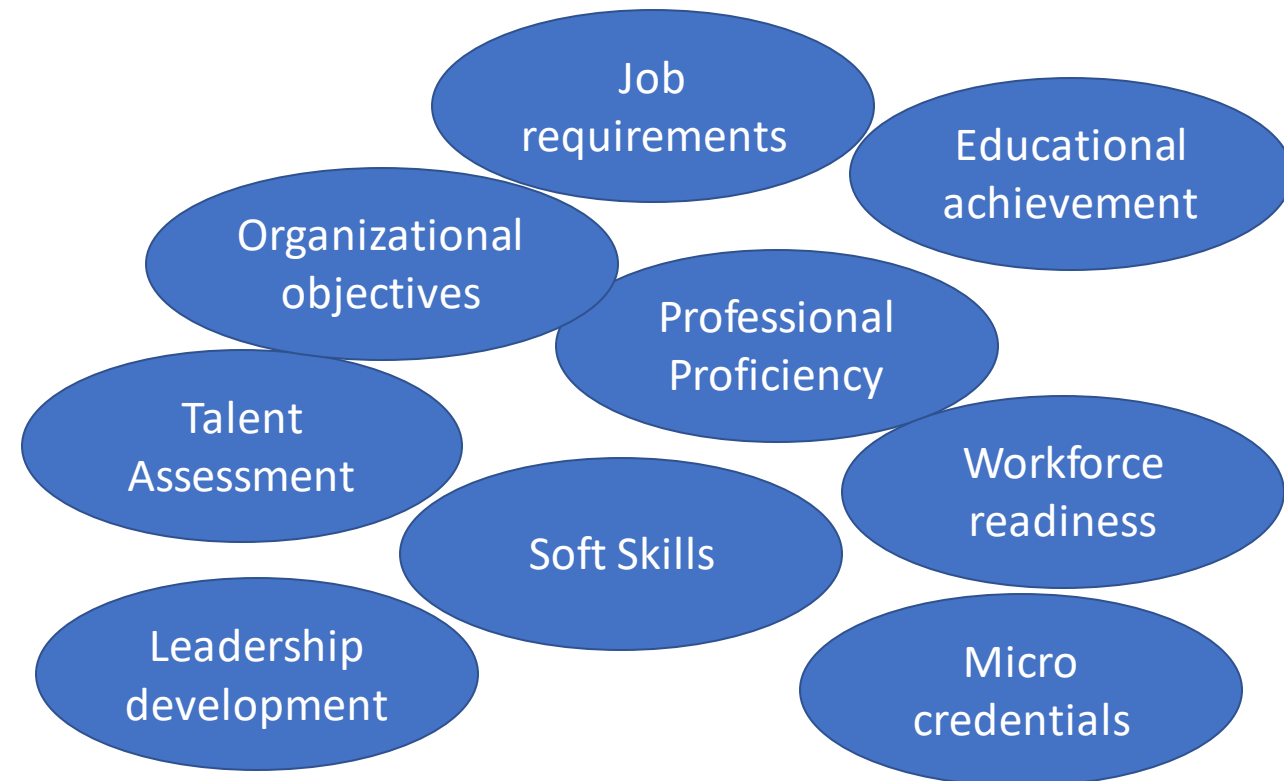 Job
requirements
Educational
achievement
Organizational
objectives
Professional
Proficiency
Talent
Assessment
Workforce
readiness
Soft Skills
Leadership
development
Micro
credentials